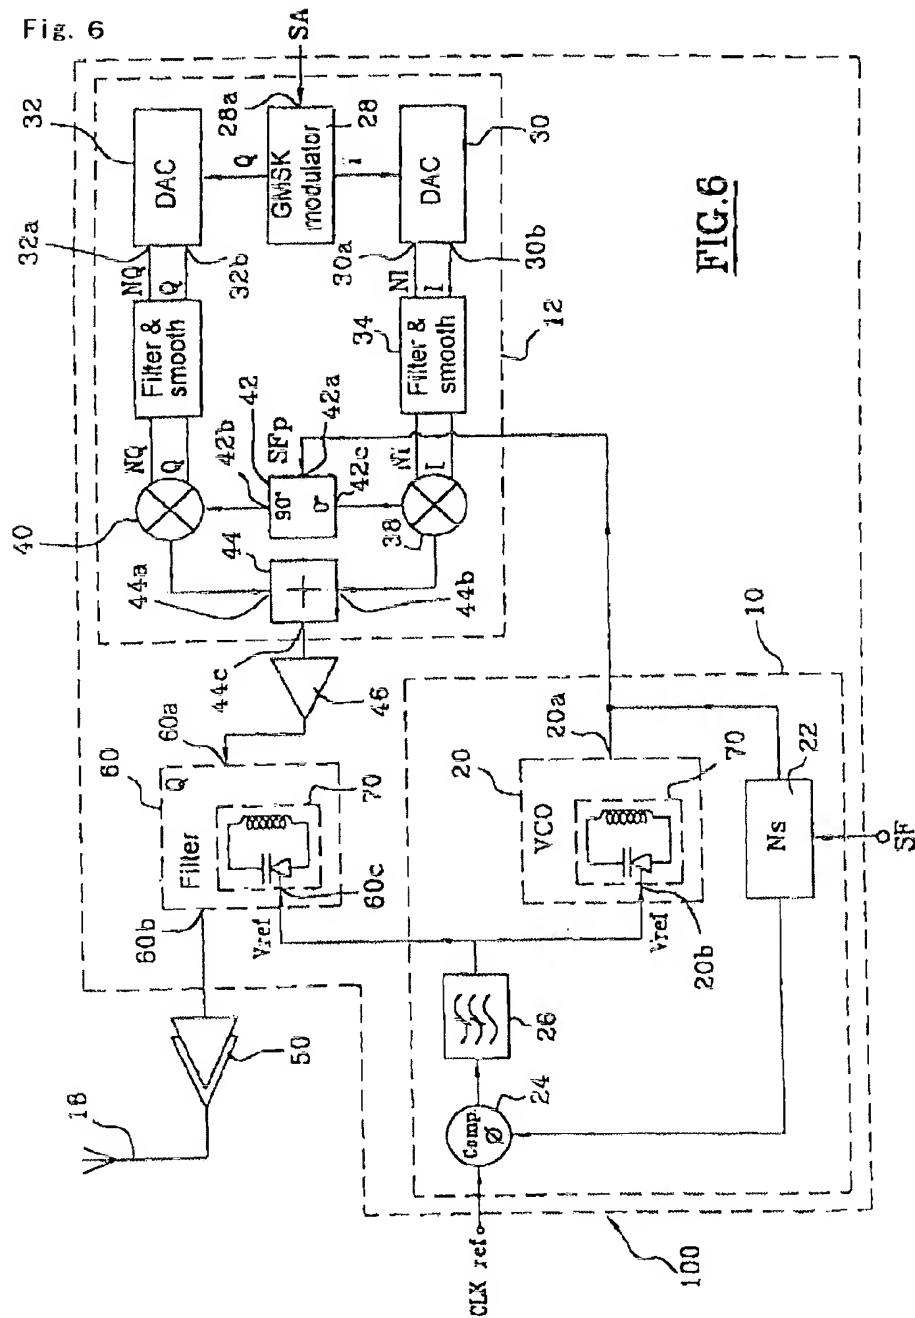 Fig. 6
SA
32
28a
28
30
DAC
Q
GMSK
modulator
I
DAC
32a
NQ
Q
32b
30a
NI
I
30b
FIG.6
Filter &
smooth
34
Filter &
smooth
12
NQ
Q
42b
42
SFp
42a
Ni
I
40
90°
0°
42c
38
44a
44
44b
10
44c
46
60a
60
Q
Filter
70
60c
60b
Vref
20
20a
VCO
70
22
Ns
SF
Vref
20b
26
50
24
Comp
Ø
18
CLK ref
100